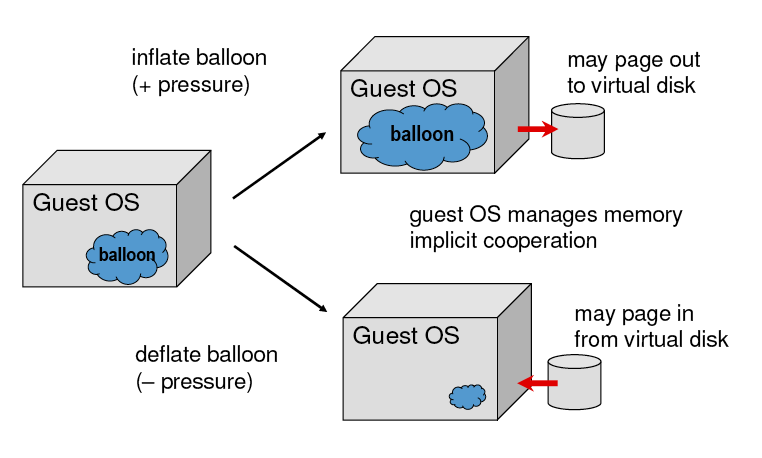 inflate balloon
(+ pressure)
Guest OS
balloon
may page out
to virtual disk
Guest OS
balloon
guest OS manages memory
implicit cooperation
Guest OS
may page in
from virtual disk
deflate balloon
(– pressure)